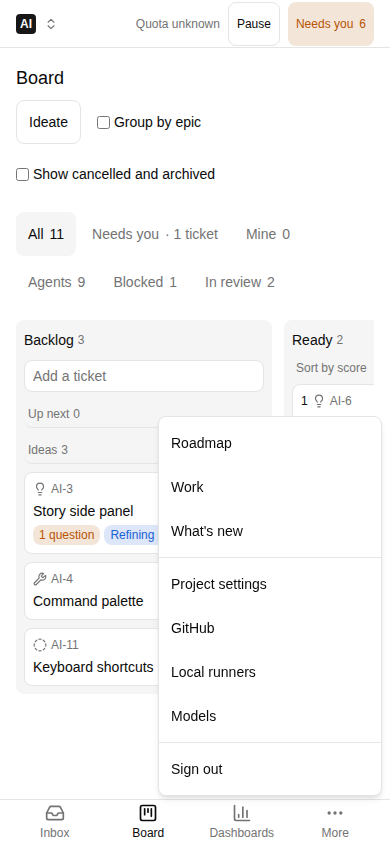 AI
Quota unknown
Pause
Needs you 6
Board
Ideate
Group by epic
Show cancelled and archived
All 11
Needs you · 1 ticket
Mine 0
Agents 9
Blocked 1
In review 2
Backlog 3
Add a ticket
Up next 0
Ideas 3
AI-3
Story side panel
1 question
Refining
AI-4
Command palette
AI-11
Keyboard shortcuts
Ready 2
Sort by score
1 AI-6
Roadmap
Work
What's new
Project settings
GitHub
Local runners
Models
Sign out
Inbox
Board
Dashboards
More